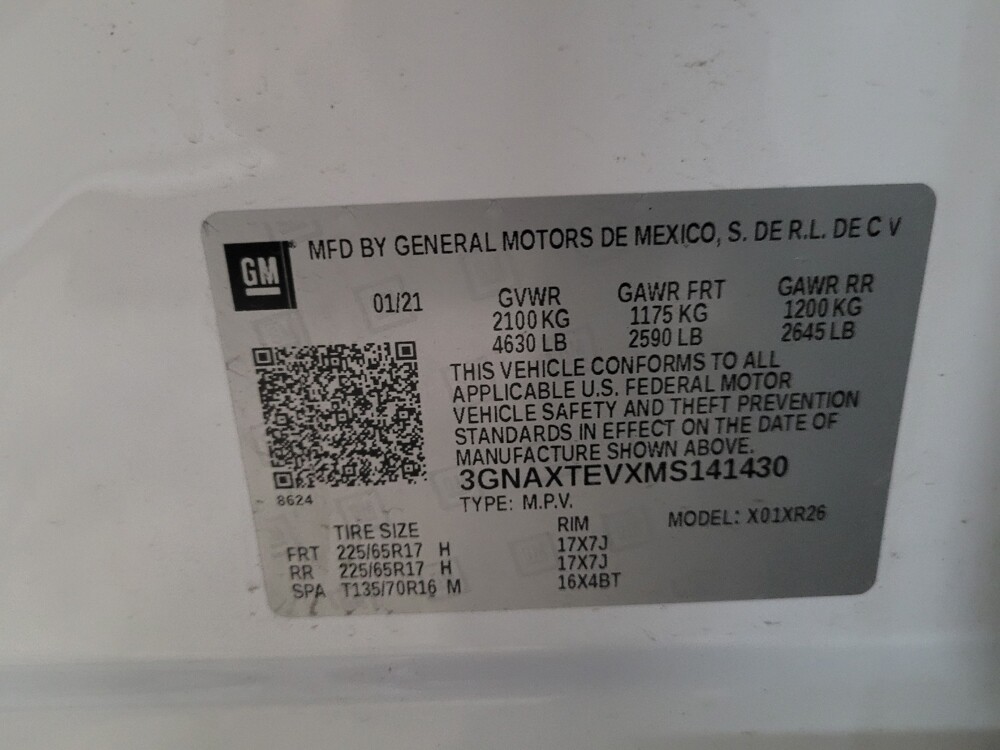 GM
MFD BY GENERAL MOTORS DE MEXICO, S. DE R.L. DE C V
01/21 GVWR GAWR FRT GAWR RR
2100 KG 1175 KG 1200 KG
4630 LB 2590 LB 2645 LB
THIS VEHICLE CONFORMS TO ALL
APPLICABLE U.S. FEDERAL MOTOR
VEHICLE SAFETY AND THEFT PREVENTION
STANDARDS IN EFFECT ON THE DATE OF
MANUFACTURE SHOWN ABOVE.
3GNAXTEVXMS141430
8624
TYPE: M.P.V.
MODEL: X01XR26
TIRE SIZE RIM
FRT 225/65R17 H 17X7J
RR 225/65R17 H 17X7J
SPA T135/70R16 M 16X4BT